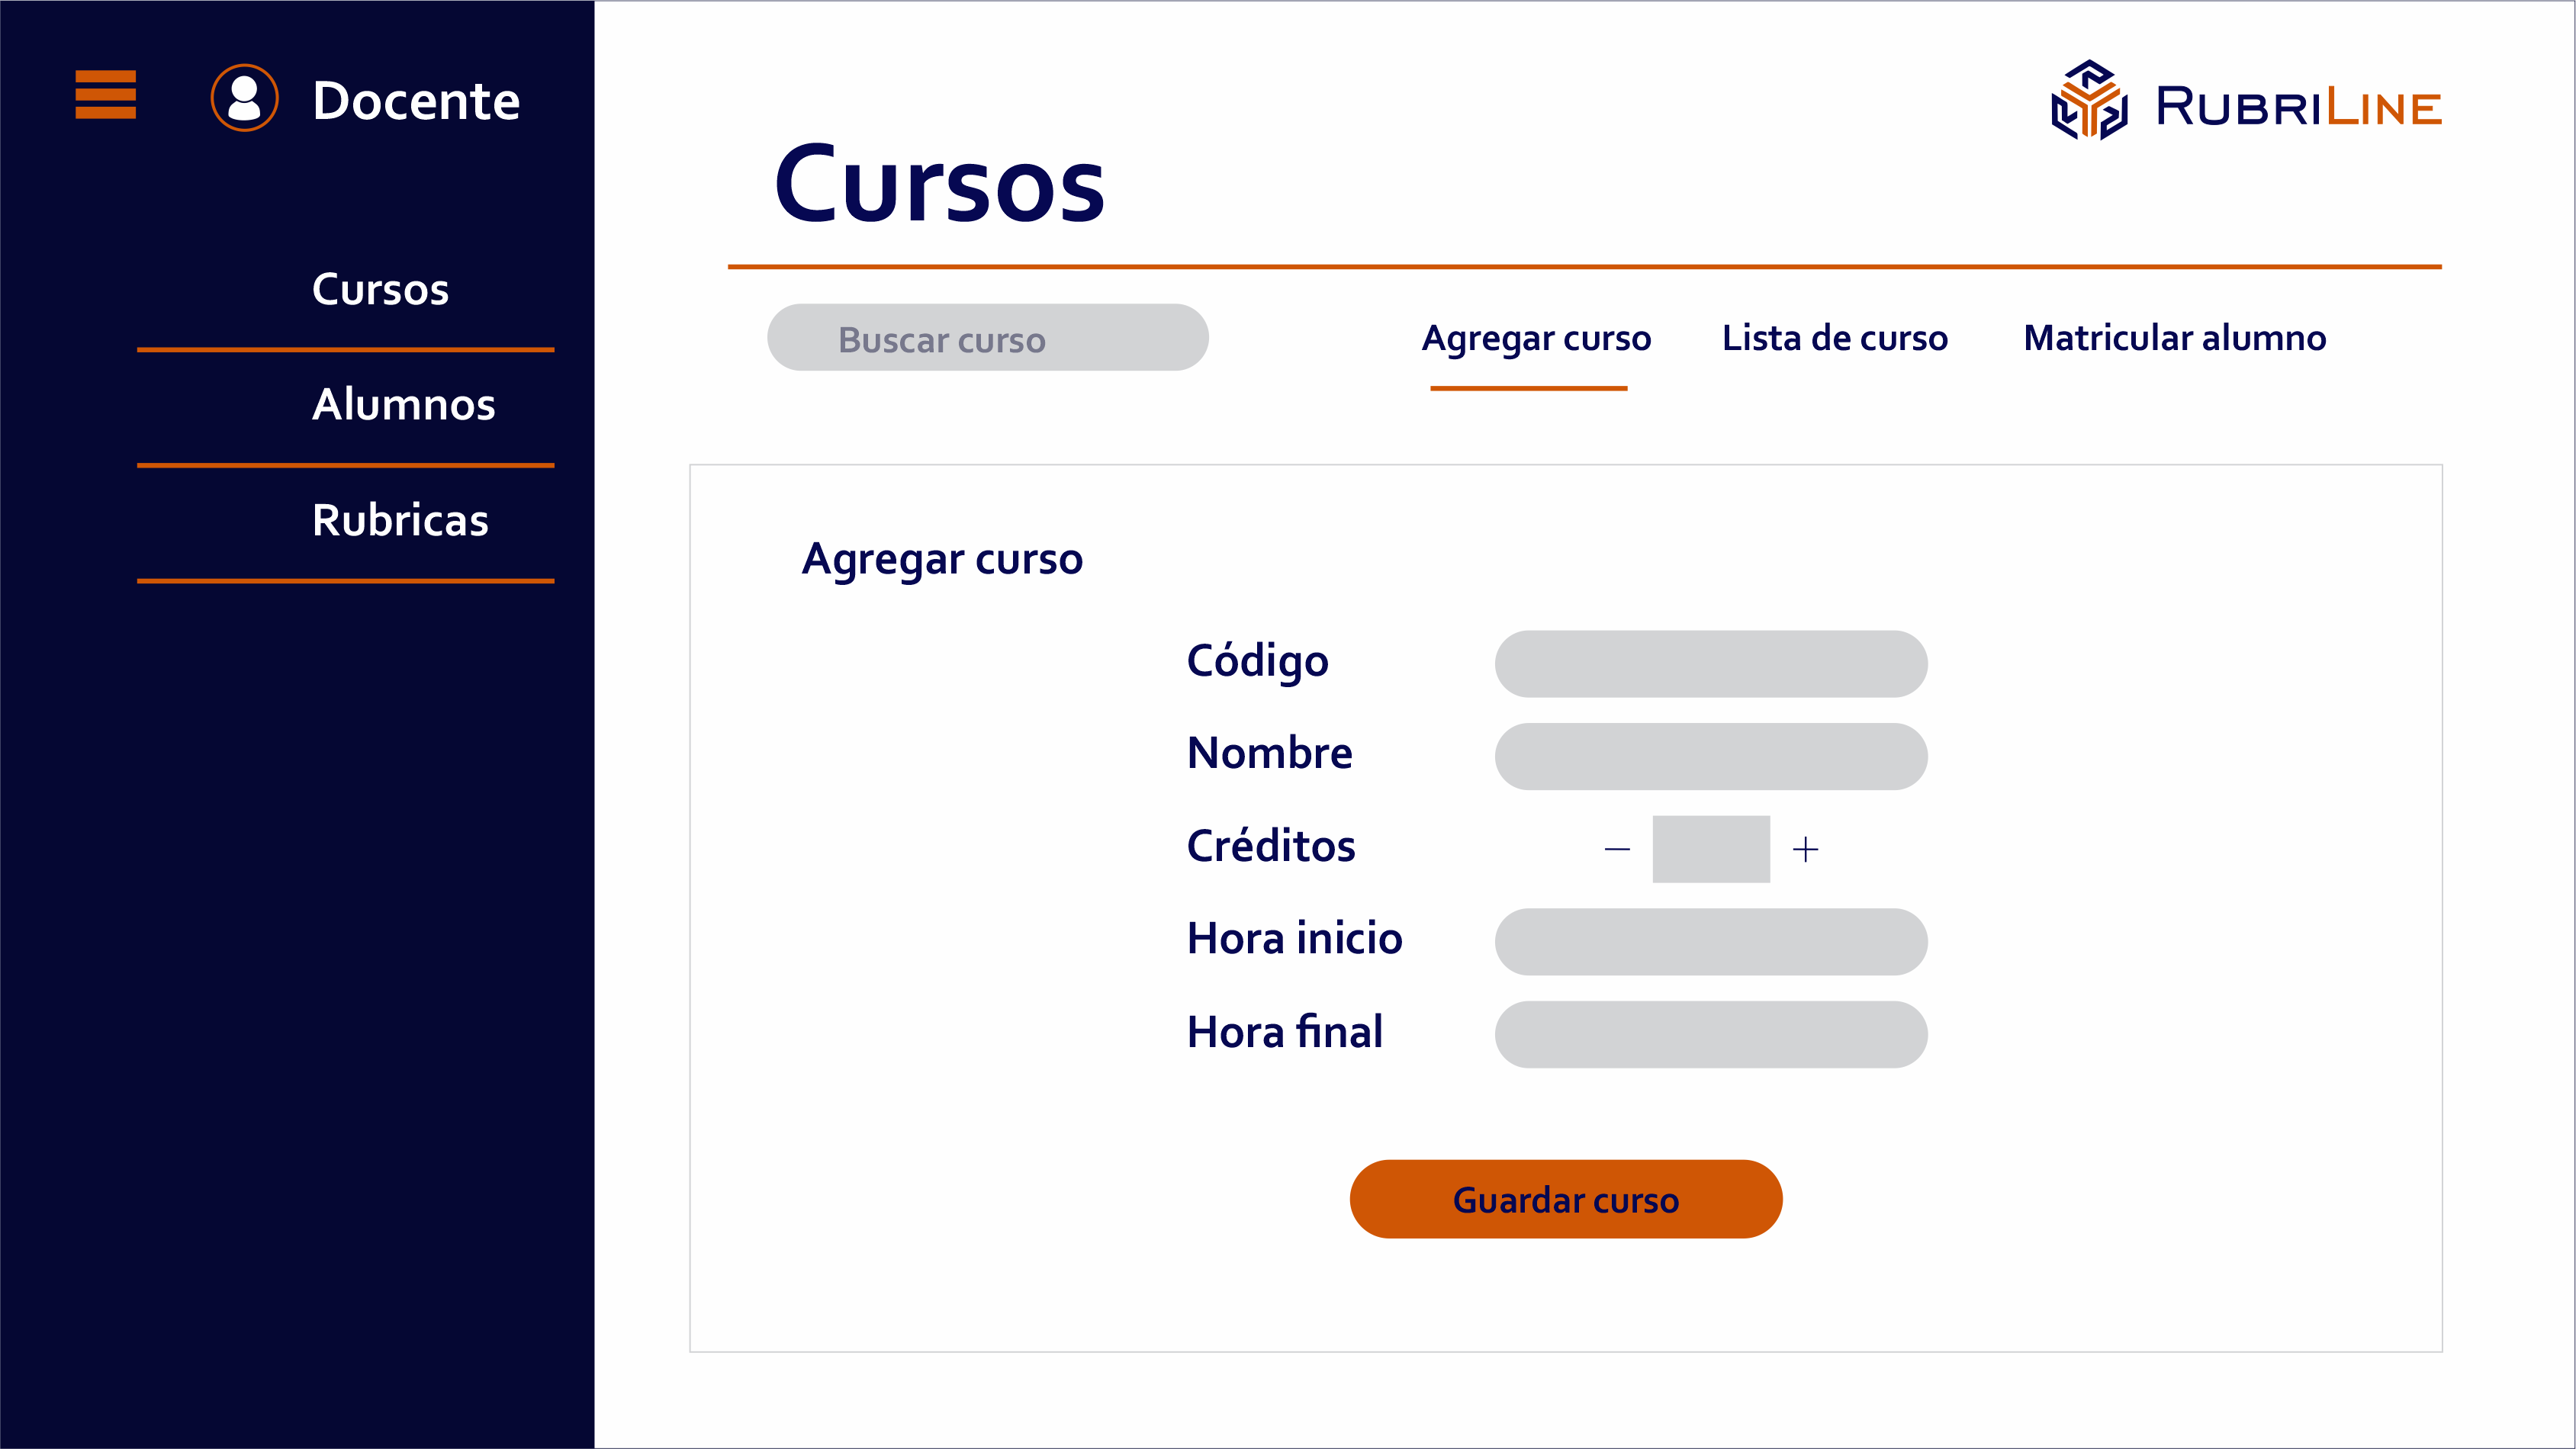 Docente
RUBRILINE
Cursos
Cursos
Alumnos
Rubricas
Buscar curso
Agregar curso
Lista de curso
Matricular alumno
Agregar curso
Código
Nombre
Créditos
− +
Hora inicio
Hora final
Guardar curso